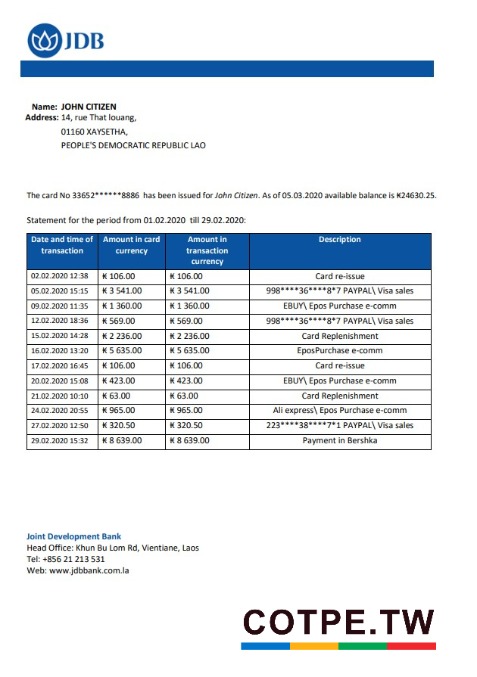 JDB
Name: JOHN CITIZEN
Address: 14, rue That louang,
01160 XAYSETHA,
PEOPLE'S DEMOCRATIC REPUBLIC LAO
The card No 33652******8886 has been issued for John Citizen. As of 05.03.2020 available balance is ₭24630.25.
Statement for the period from 01.02.2020 till 29.02.2020:
Date and time of transaction Amount in card currency Amount in transaction currency Description
02.02.2020 12:38 ₭ 106.00 ₭ 106.00 Card re-issue
05.02.2020 15:15 ₭ 3 541.00 ₭ 3 541.00 998****36****8*7 PAYPAL\ Visa sales
09.02.2020 11:35 ₭ 1 360.00 ₭ 1 360.00 EBUY\ Epos Purchase e-comm
12.02.2020 18:36 ₭ 569.00 ₭ 569.00 998****36****8*7 PAYPAL\ Visa sales
15.02.2020 14:28 ₭ 2 236.00 ₭ 2 236.00 Card Replenishment
16.02.2020 13:20 ₭ 5 635.00 ₭ 5 635.00 EposPurchase e-comm
17.02.2020 16:45 ₭ 106.00 ₭ 106.00 Card re-issue
20.02.2020 15:08 ₭ 423.00 ₭ 423.00 EBUY\ Epos Purchase e-comm
21.02.2020 10:10 ₭ 63.00 ₭ 63.00 Card Replenishment
24.02.2020 20:55 ₭ 965.00 ₭ 965.00 Ali express\ Epos Purchase e-comm
27.02.2020 12:50 ₭ 320.50 ₭ 320.50 223****38****7*1 PAYPAL\ Visa sales
29.02.2020 15:32 ₭ 8 639.00 ₭ 8 639.00 Payment in Bershka
Joint Development Bank
Head Office: Khun Bu Lom Rd, Vientiane, Laos
Tel: +856 21 213 531
Web: www.jdbbank.com.la
COTPE.TW